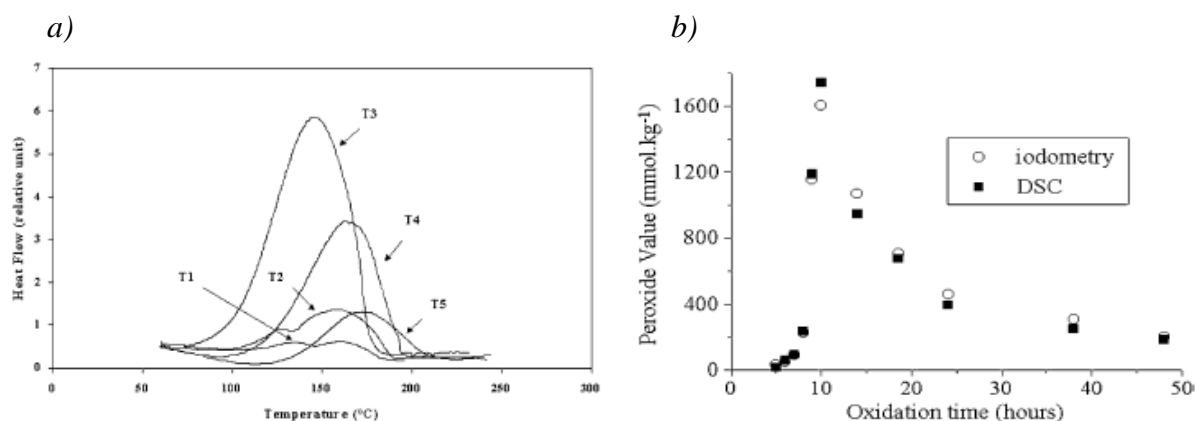 a)
7
6
5
4
3
2
1
0
0
50
100
150
200
250
300
Heat Flow (relative unit)
Temperature (°C)
T1
T2
T3
T4
T5
b)
1600
1200
800
400
0
0
10
20
30
40
50
Peroxide Value (mmol.kg-1)
Oxidation time (hours)
iodometry
DSC